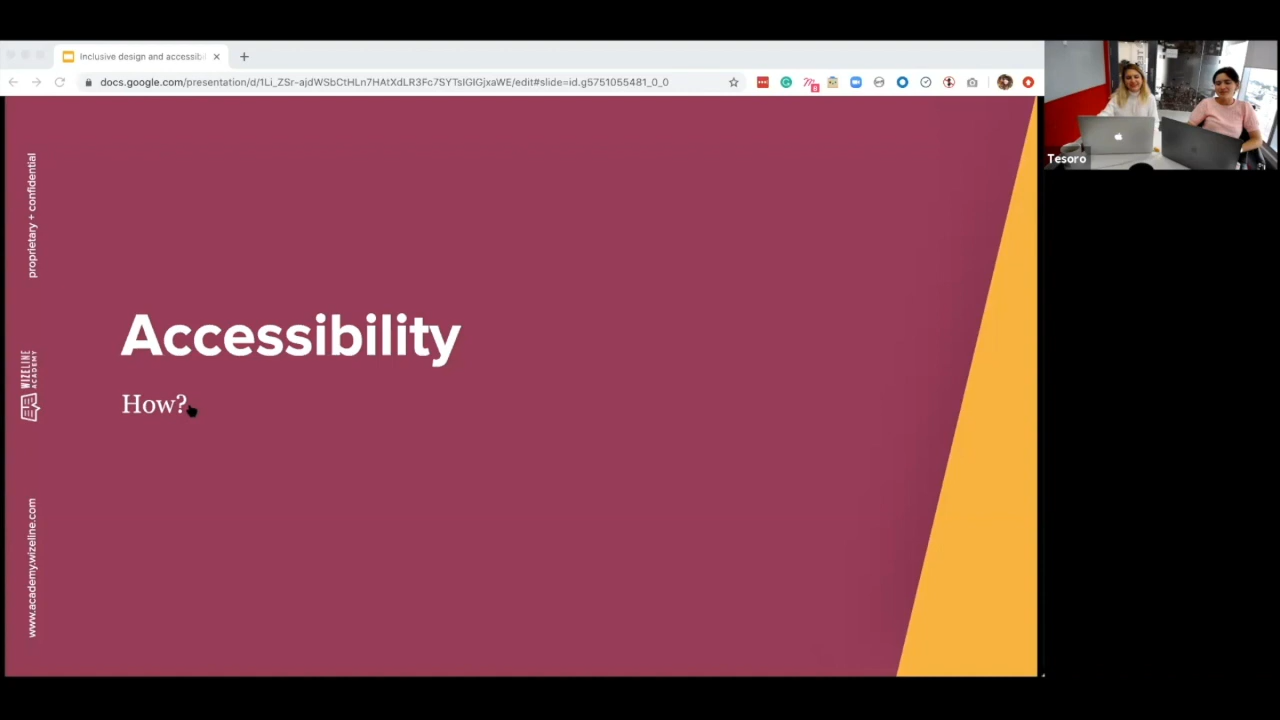 Inclusive design and accessibi
docs.google.com/presentation/d/1Li_ZSr-ajdWSbCtHLn7HAtXdLR3Fc7SYTsIGIGjxaWE/edit#slide=id.g5751055481_0_0
Tesoro
proprietary + confidential
WIZELINE
ACADEMY
www.academy.wizeline.com
Accessibility
How?